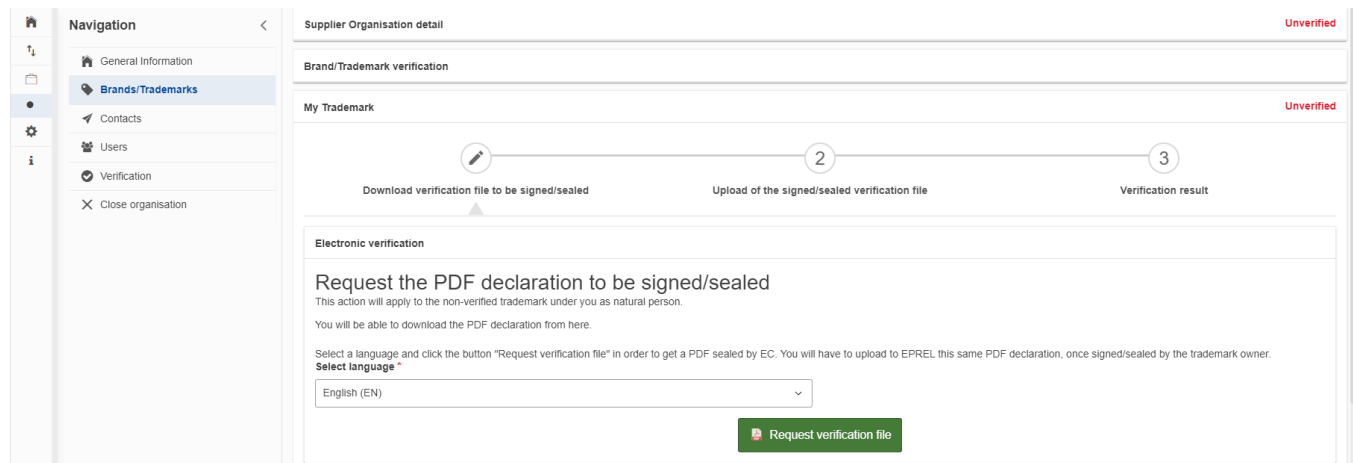 Navigation
General Information
Brands/Trademarks
Contacts
Users
Verification
Close organisation
Supplier Organisation detail
Unverified
Brand/Trademark verification
My Trademark
Unverified
2
3
Download verification file to be signed/sealed
Upload of the signed/sealed verification file
Verification result
Electronic verification
Request the PDF declaration to be signed/sealed
This action will apply to the non-verified trademark under you as natural person.
You will be able to download the PDF declaration from here.
Select a language and click the button "Request verification file" in order to get a PDF sealed by EC. You will have to upload to EPREL this same PDF declaration, once signed/sealed by the trademark owner.
Select language *
English (EN)
Request verification file